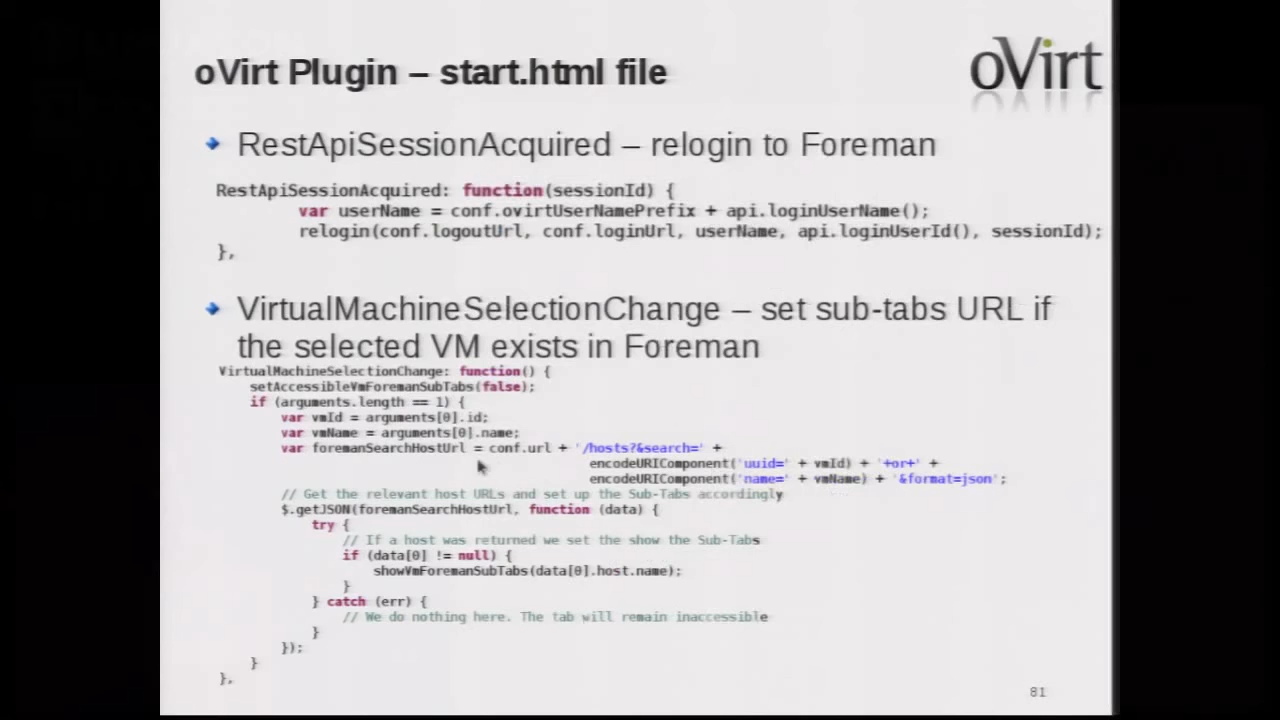 oVirt Plugin – start.html file
oVirt
RestApiSessionAcquired – relogin to Foreman
RestApiSessionAcquired: function(sessionId) {
var userName = conf.ovirtUserNamePrefix + api.loginUserName();
relogin(conf.logoutUrl, conf.loginUrl, userName, api.loginUserId(), sessionId);
},
VirtualMachineSelectionChange – set sub-tabs URL if
the selected VM exists in Foreman
VirtualMachineSelectionChange: function() {
setAccessibleVmForemanSubTabs(false);
if (arguments.length == 1) {
var vmId = arguments[0].id;
var vmName = arguments[0].name;
var foremanSearchHostUrl = conf.url + '/hosts?&search=' +
encodeURIComponent('uuid=' + vmId) + '+or+' +
encodeURIComponent('name=' + vmName) + '&format=json';
// Get the relevant host URLs and set up the Sub-Tabs accordingly
$.getJSON(foremanSearchHostUrl, function (data) {
try {
// If a host was returned we set the show the Sub-Tabs
if (data[0] != null) {
showVmForemanSubTabs(data[0].host.name);
}
} catch (err) {
// We do nothing here. The tab will remain inaccessible
}
});
}
},
81